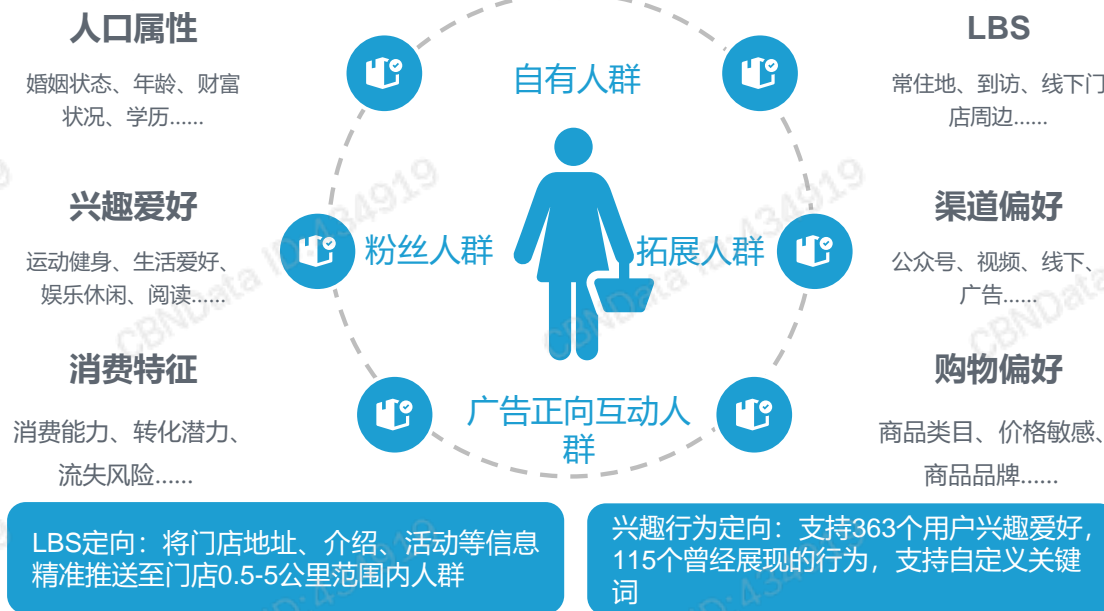 人口属性
婚姻状态、年龄、财富
状况、学历......
兴趣爱好
运动健身、生活爱好、
娱乐休闲、阅读......
消费特征
消费能力、转化潜力、
流失风险......
自有人群
粉丝人群
拓展人群
广告正向互动人
群
LBS
常住地、到访、线下门
店周边......
渠道偏好
公众号、视频、线下、
广告......
购物偏好
商品类目、价格敏感、
商品品牌......
LBS定向：将门店地址、介绍、活动等信息
精准推送至门店0.5-5公里范围内人群
兴趣行为定向：支持363个用户兴趣爱好，
115个曾经展现的行为，支持自定义关键
词
CBNData ID:434919
CBNData ID:434919